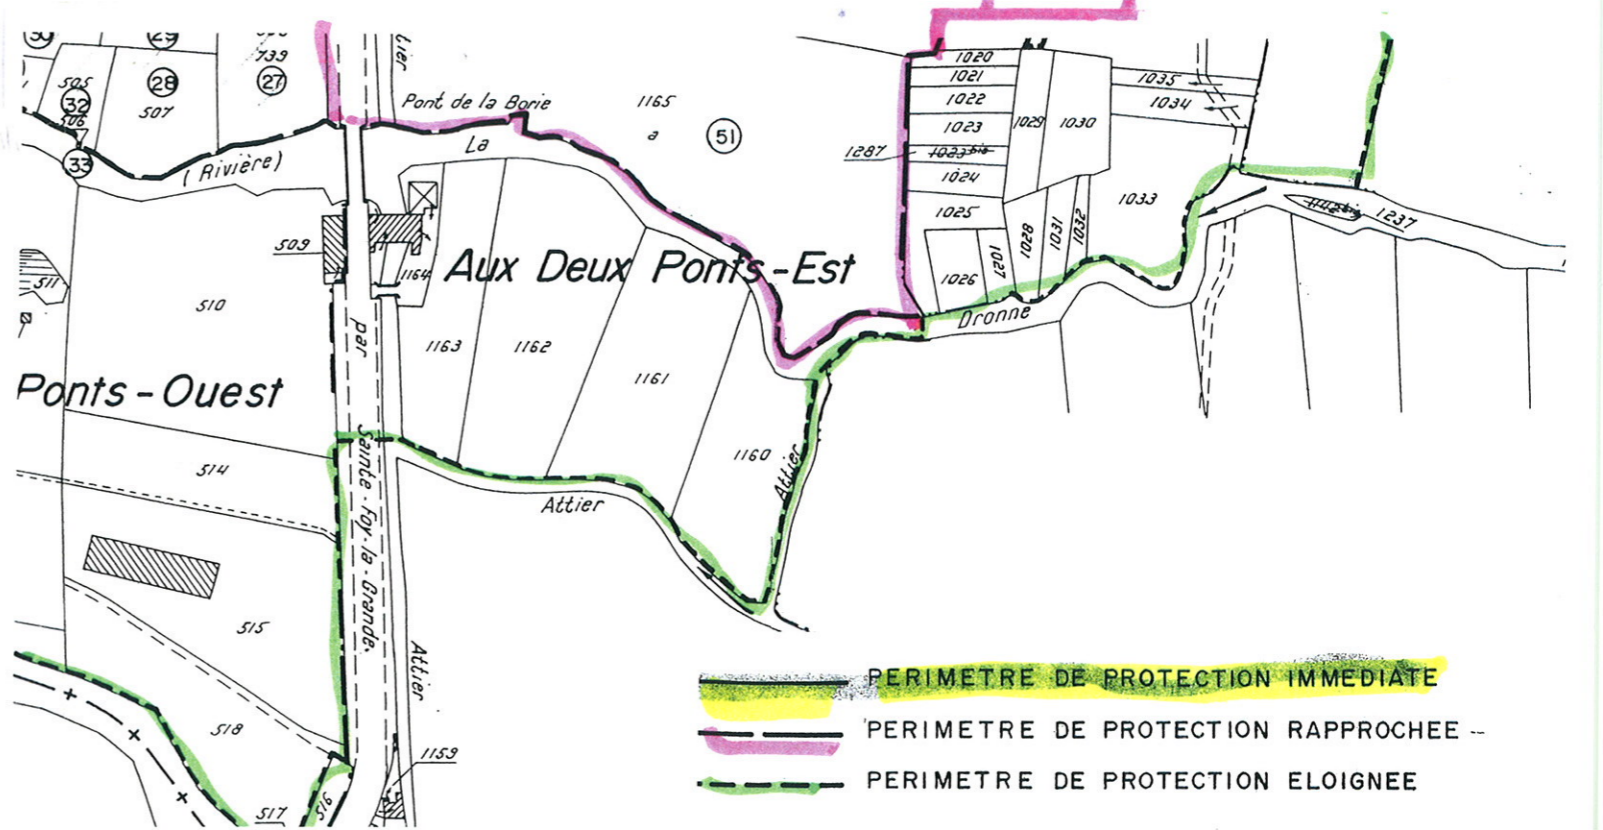 30
29
739
27
505
32
506
28
507
33
(Rivière)
Pont de la Borie
La
1165
a
51
1287
1020
1021
1022
1023
1023 bis
1024
1025
1026
1027
1028
1029
1030
1031
1032
1033
1034
1035
1237
Dronne
509
511
510
1164
Aux Deux Ponts-Est
Ponts-Ouest
par
Sainte-Foy-la-Grande.
1163
1162
1161
1160
Attier
Attier
514
515
518
517
516
Attier
1159
PERIMETRE DE PROTECTION IMMEDIATE
PERIMETRE DE PROTECTION RAPPROCHEE --
PERIMETRE DE PROTECTION ELOIGNEE